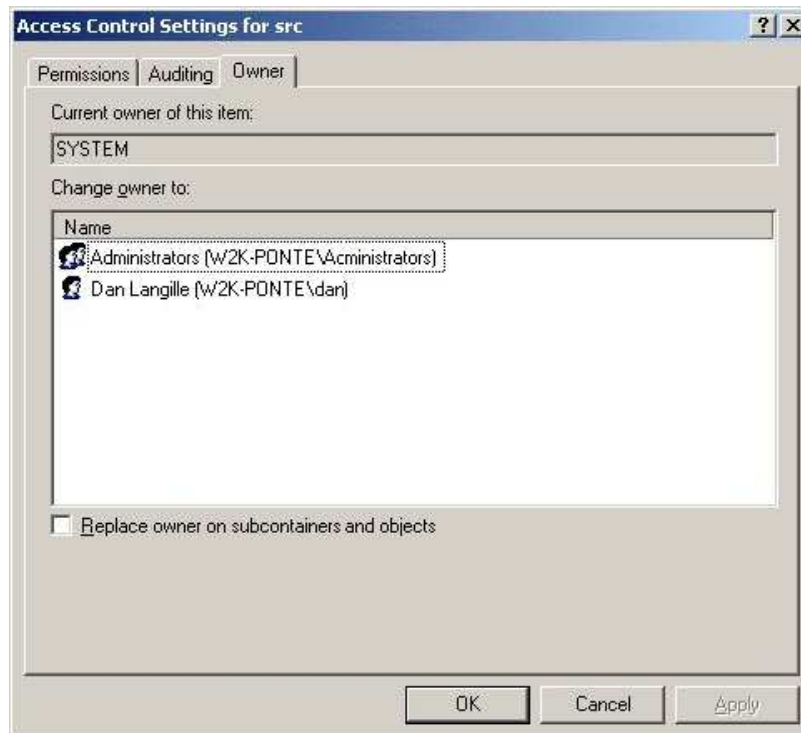 Access Control Settings for src
Permissions Auditing Owner
Current owner of this item:
SYSTEM
Change owner to:
Name
Administrators (W2K-PONTE\Acministrators)
Dan Langille (W2K-PONTE\dan)
Replace owner on subcontainers and objects
OK Cancel Apply